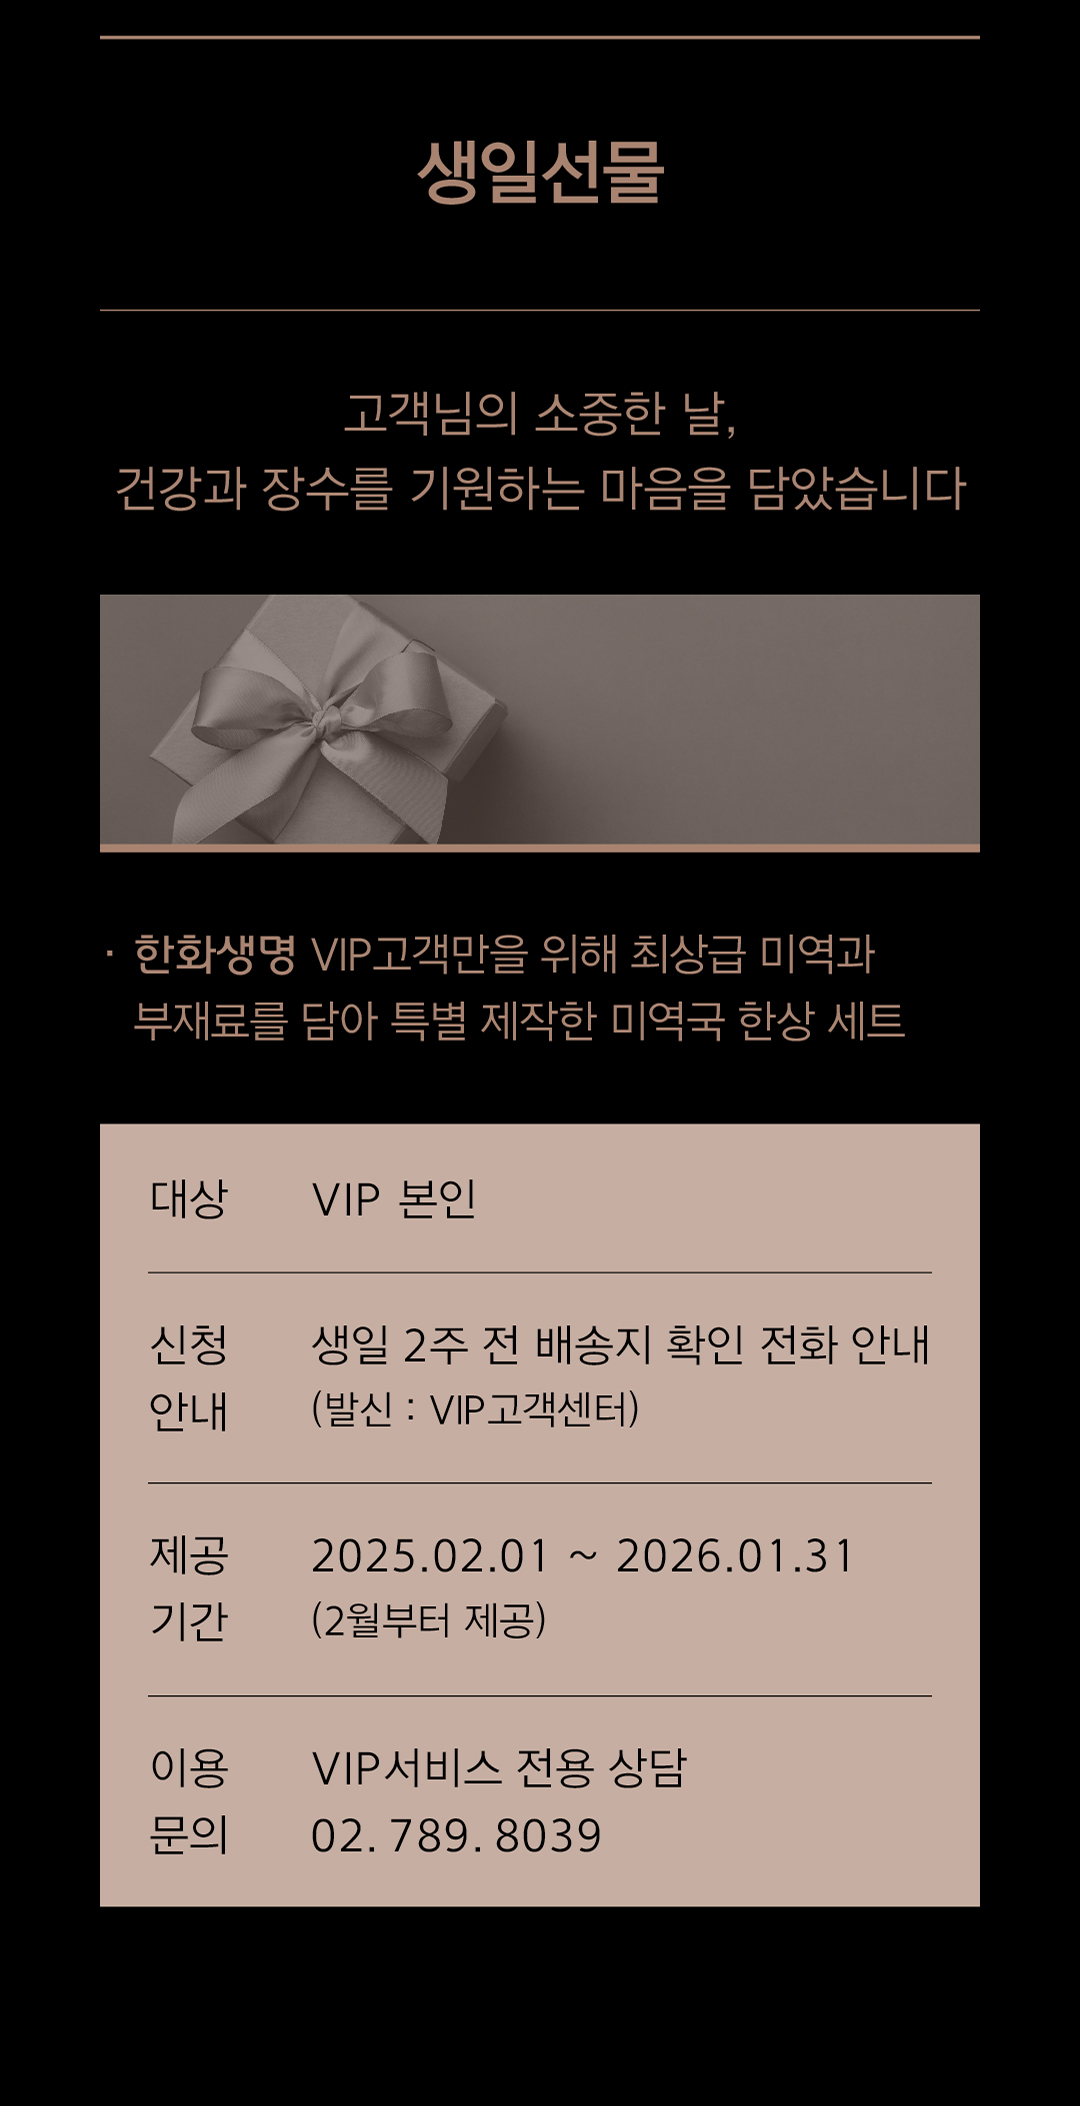 생일선물
고객님의 소중한 날,
건강과 장수를 기원하는 마음을 담았습니다
· 한화생명 VIP고객만을 위해 최상급 미역과
부재료를 담아 특별 제작한 미역국 한상 세트
대상 VIP 본인
신청 생일 2주 전 배송지 확인 전화 안내
안내 (발신 : VIP고객센터)
제공 2025.02.01 ~ 2026.01.31
기간 (2월부터 제공)
이용 VIP서비스 전용 상담
문의 02. 789. 8039